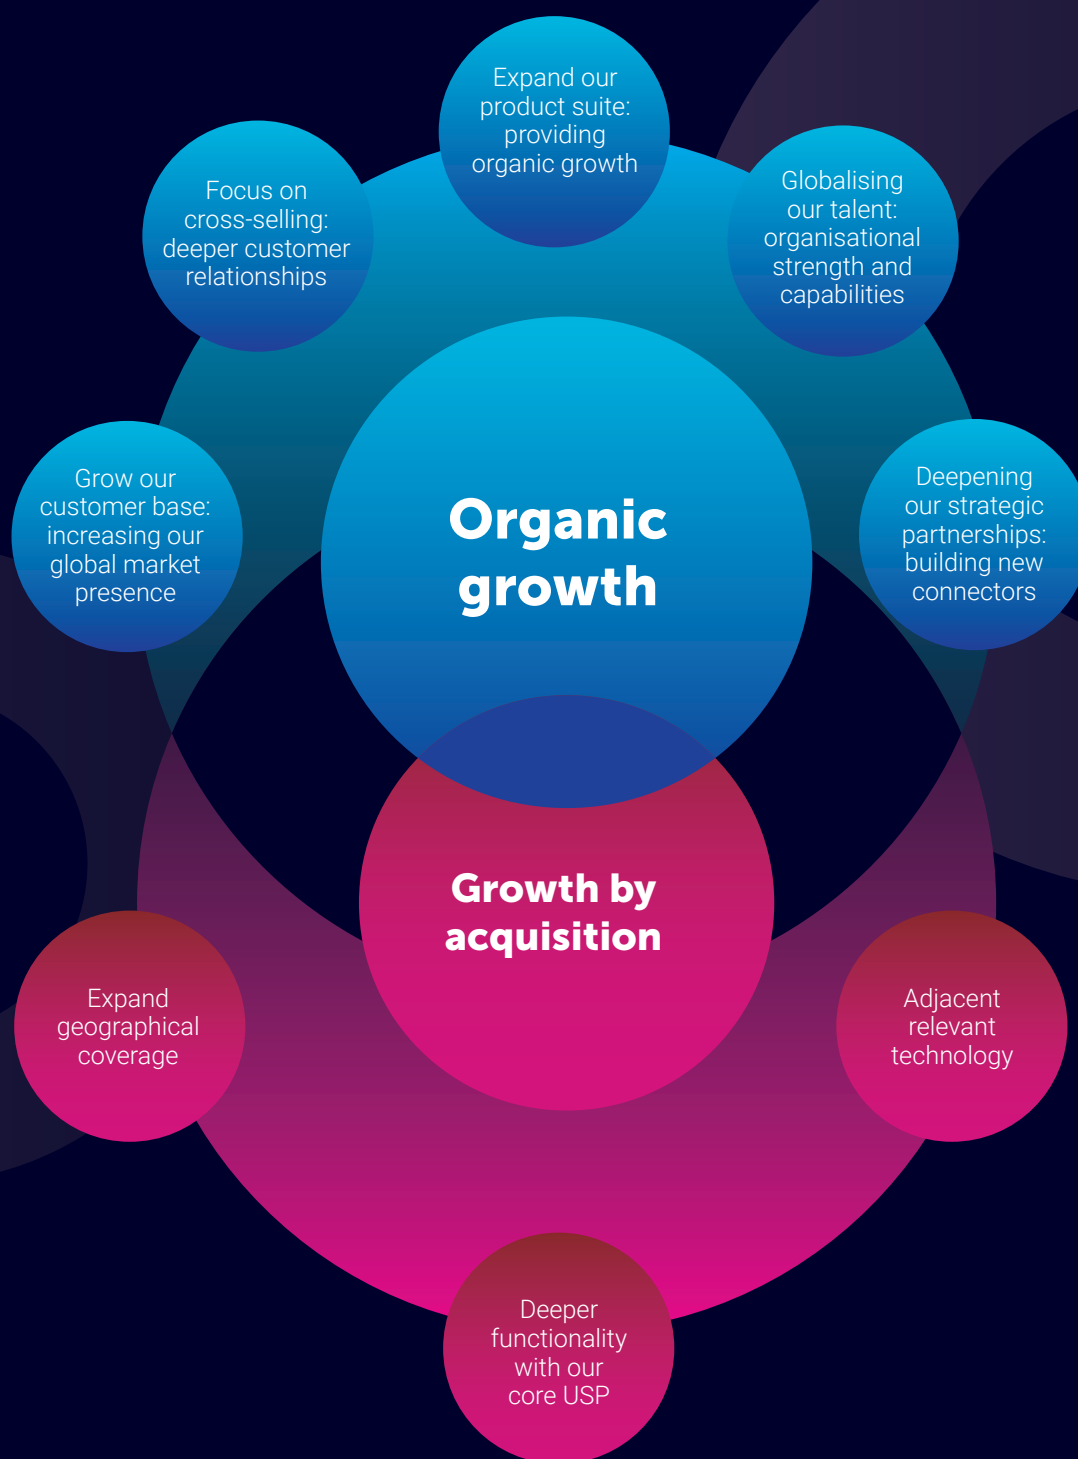 Expand our
product suite:
providing
organic growth
Focus on
cross-selling:
deeper customer
relationships
Globalising
our talent:
organisational
strength and
capabilities
Grow our
customer base:
increasing our
global market
presence
Organic
growth
Deepening
our strategic
partnerships:
building new
connectors
Growth by
acquisition
Expand
geographical
coverage
Adjacent
relevant
technology
Deeper
functionality
with our
core USP